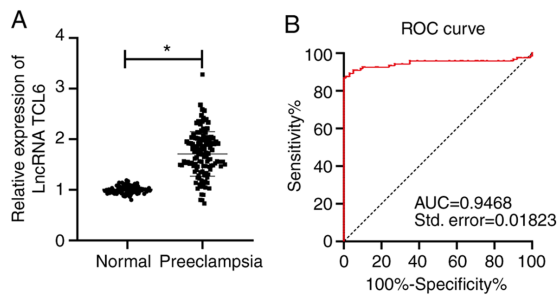 A
*
Relative expression of
LncRNA TCL6
4
3
2
1
0
Normal
Preeclampsia
B
ROC curve
Sensitivity%
100
80
60
40
20
0
AUC=0.9468
Std. error=0.01823
0 20 40 60 80 100
100%-Specificity%